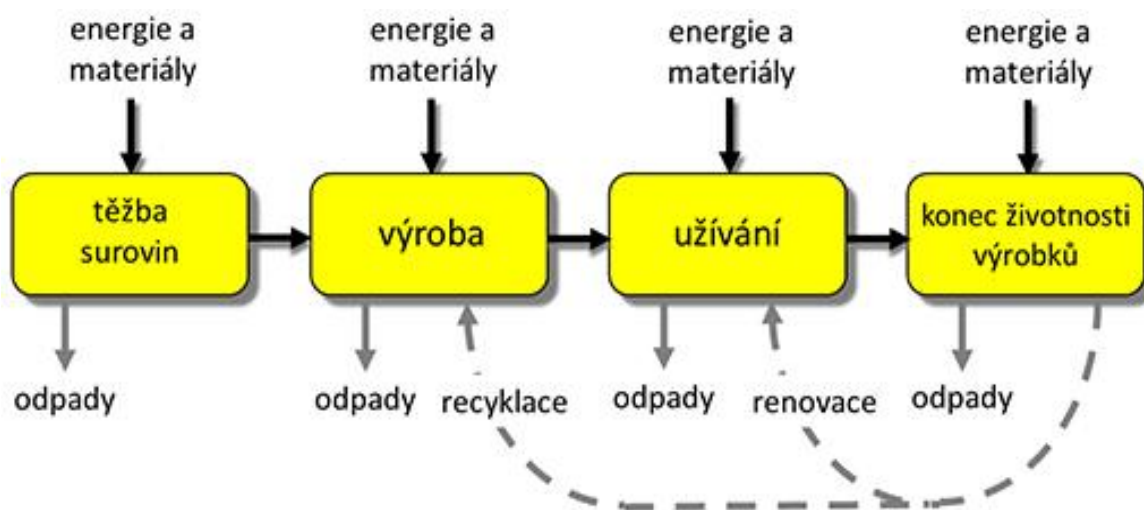 energie a
materiály
energie a
materiály
energie a
materiály
energie a
materiály
těžba
surovin
výroba
užívání
konec životnosti
výrobků
odpady
odpady
recyklace
odpady
renovace
odpady